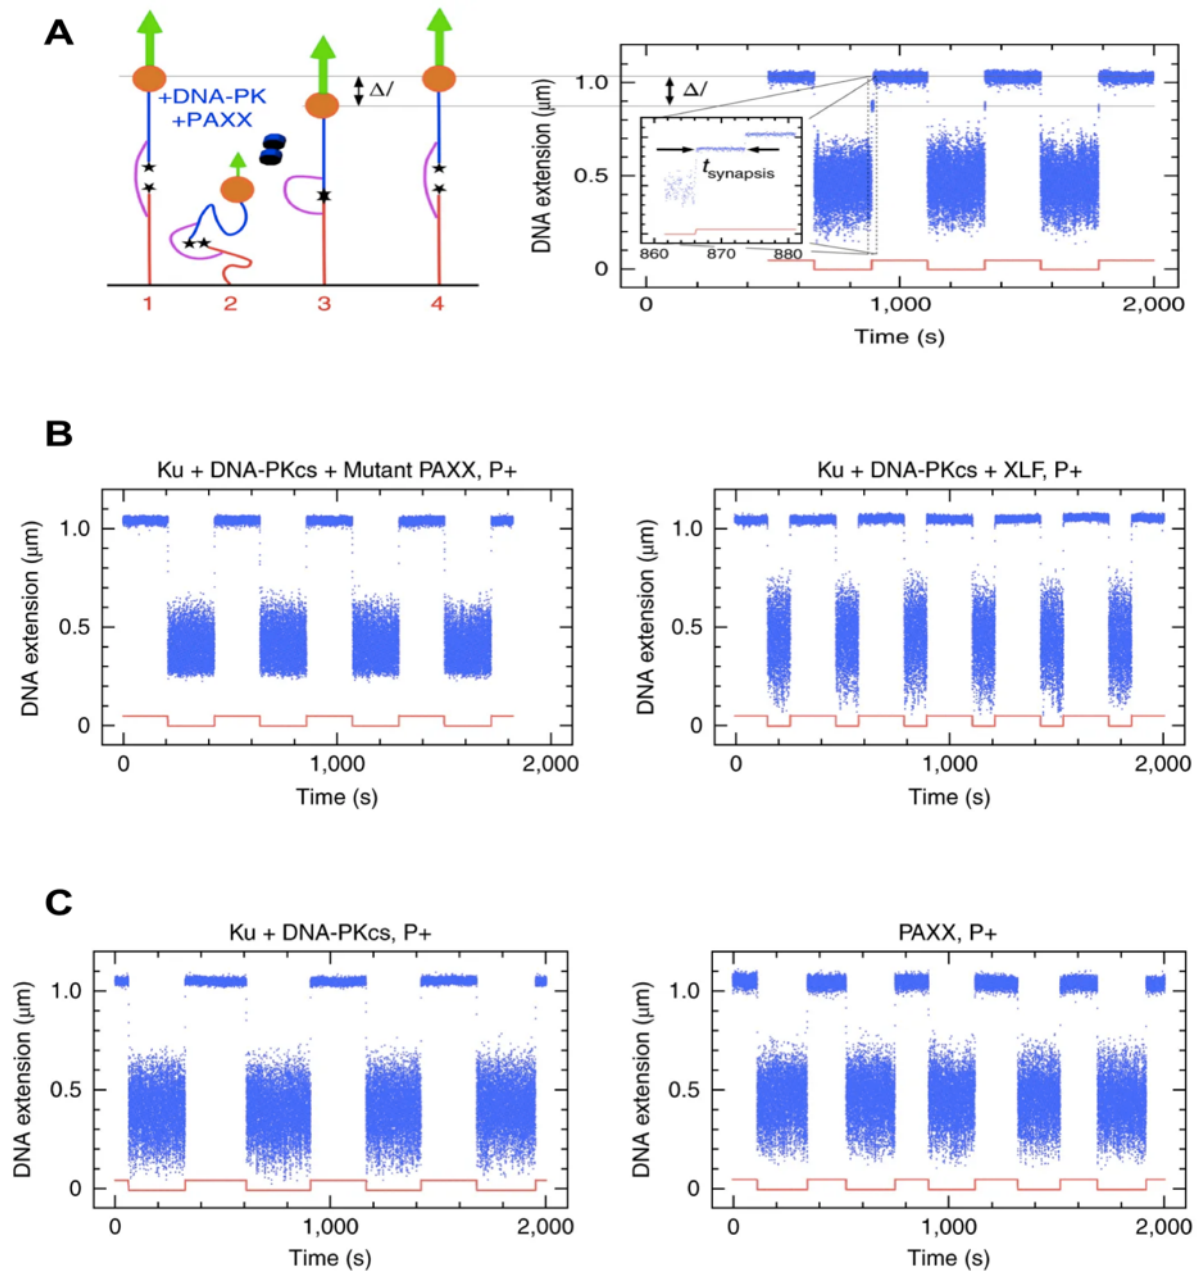 A
+DNA-PK
+PAXX
Δl
1 2 3 4
DNA extension (μm)
1.0
0.5
0
Δl
tsynapsis
860 870 880
0 1,000 2,000
Time (s)
B
Ku + DNA-PKcs + Mutant PAXX, P+
DNA extension (μm)
1.0
0.5
0
0 1,000 2,000
Time (s)
Ku + DNA-PKcs + XLF, P+
DNA extension (μm)
1.0
0.5
0
0 1,000 2,000
Time (s)
C
Ku + DNA-PKcs, P+
DNA extension (μm)
1.0
0.5
0
0 1,000 2,000
Time (s)
PAXX, P+
DNA extension (μm)
1.0
0.5
0
0 1,000 2,000
Time (s)